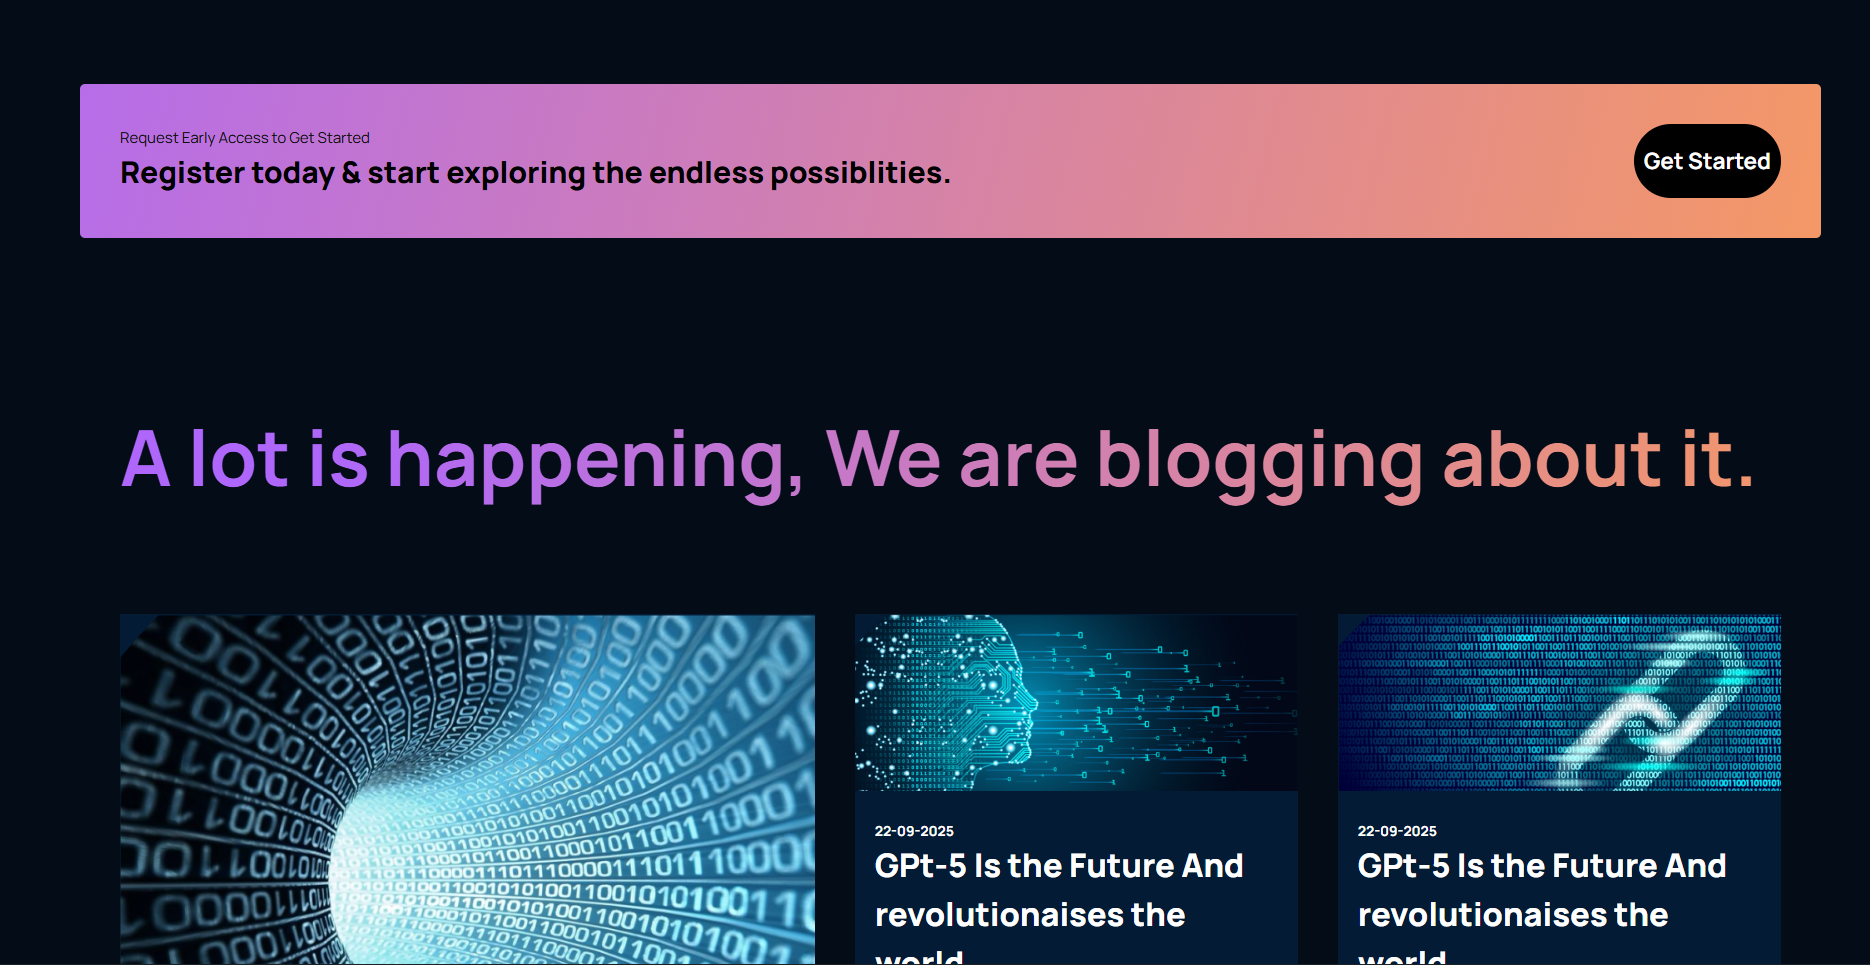 Request Early Access to Get Started
Register today & start exploring the endless possiblities.
Get Started
A lot is happening, We are blogging about it.
22-09-2025
GPt-5 Is the Future And
revolutionaises the
world
22-09-2025
GPt-5 Is the Future And
revolutionaises the
world